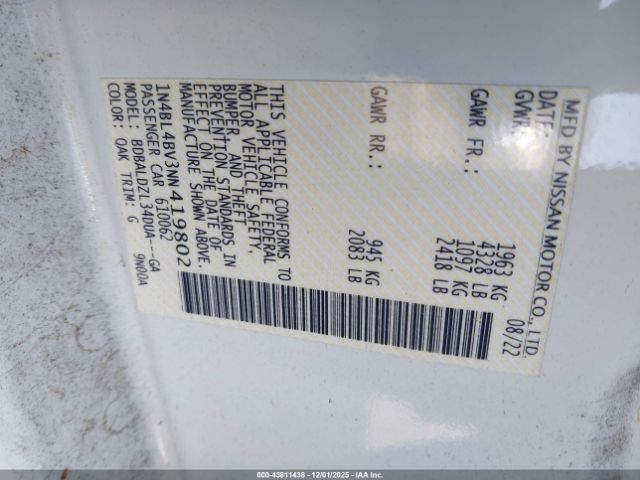 MFD BY NISSAN MOTOR CO., LTD.
DATE: 08/22
GVWR: 1963 KG
4328 LB
GAWR FR.: 1097 KG
2418 LB
GAWR RR.: 945 KG
2083 LB
THIS VEHICLE CONFORMS TO
ALL APPLICABLE FEDERAL
MOTOR VEHICLE SAFETY,
BUMPER, AND THEFT
PREVENTION STANDARDS IN
EFFECT ON THE DATE OF
MANUFACTURE SHOWN ABOVE.
1N4BL4BV3NN419802
PASSENGER CAR 610062
MODEL: BDBALDZL34DUA---GA
COLOR: QAK TRIM: G 9N00A
000-43811438 - 12/01/2025 - IAA Inc.